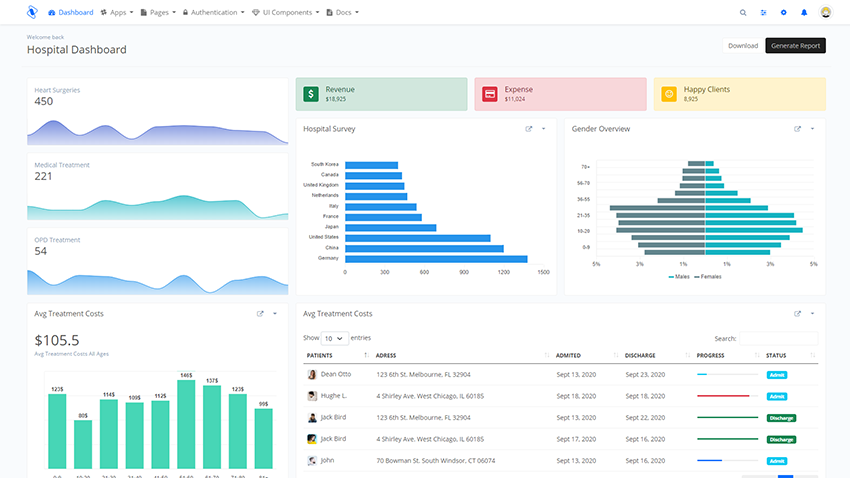 Dashboard Apps Pages Authentication UI Components Docs
Welcome back
Hospital Dashboard
Download Generate Report
Heart Surgeries
450
Medical Treatment
221
OPD Treatment
54
Revenue
$18,925
Expense
$11,024
Happy Clients
8,925
Hospital Survey
South Korea
Canada
United Kingdom
Netherlands
Italy
France
Japan
United States
China
Germany
0 300 600 900 1200 1500
Gender Overview
70+
56-78
36-55
21-35
10-28
0-9
5% 3% 1% 1% 3% 5%
Males Females
Avg Treatment Costs
$105.5
Avg Treatment Costs All Ages
123$ 80$ 114$ 109$ 112$ 146$ 137$ 123$ 99$
Avg Treatment Costs
Show 10 entries
Search:
PATIENTS ADRESS ADMITED DISCHARGE PROGRESS STATUS
Dean Otto 123 6th St. Melbourne, FL 32904 Sept 13, 2020 Sept 23, 2020 Admit
Hughe L. 4 Shirley Ave. West Chicago, IL 60185 Sept 18, 2020 Sept 18, 2020 Admit
Jack Bird 123 6th St. Melbourne, FL 32904 Sept 13, 2020 Sept 22, 2020 Discharge
Jack Bird 4 Shirley Ave. West Chicago, IL 60185 Sept 17, 2020 Sept 16, 2020 Discharge
John 70 Bowman St. South Windsor, CT 06074 Sept 13, 2020 Sept 16, 2020 Admit